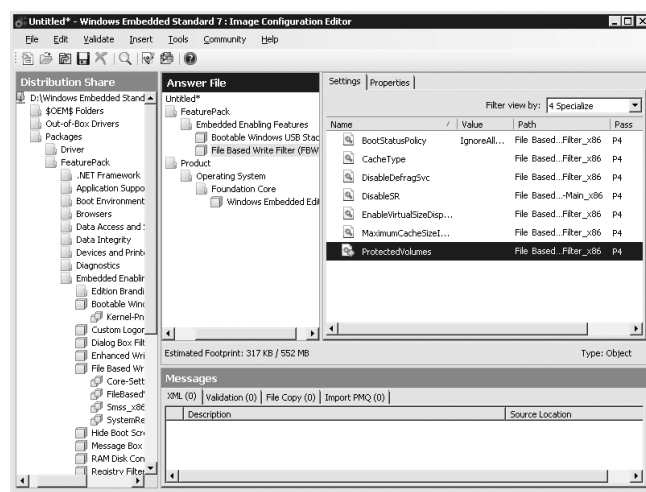 Untitled* - Windows Embedded Standard 7 : Image Configuration Editor
File Edit Validate Insert Tools Community Help
Distribution Share
D:\Windows Embedded Stand
$OEM$ Folders
Out-of-Box Drivers
Packages
Driver
FeaturePack
.NET Framework
Application Suppo
Boot Environment
Browsers
Data Access and
Data Integrity
Devices and Print
Diagnostics
Embedded Enablir
Edition Brandi
Bootable Wind
Kernel-Pn
Custom Logor
Dialog Box Filt
Enhanced Wri
File Based Wr
Core-Sett
FileBased
Smss_x86
SystemRe
Hide Boot Scr
Message Box
RAM Disk Con
Registry Filter
Answer File
Untitled*
FeaturePack
Embedded Enabling Features
Bootable Windows USB Stac
File Based Write Filter (FBW
Product
Operating System
Foundation Core
Windows Embedded Edi
Estimated Footprint: 317 KB / 552 MB
Settings Properties
Filter view by: 4 Specialize
Name / Value Path Pass
BootStatusPolicy IgnoreAll... File Based...Filter_x86 P4
CacheType File Based...Filter_x86 P4
DisableDefragSvc File Based...Filter_x86 P4
DisableSR File Based...-Main_x86 P4
EnableVirtualSizeDisp... File Based...Filter_x86 P4
MaximumCacheSizeI... File Based...Filter_x86 P4
ProtectedVolumes File Based...Filter_x86 P4
Type: Object
Messages
XML (0) Validation (0) File Copy (0) Import PMQ (0)
Description Source Location